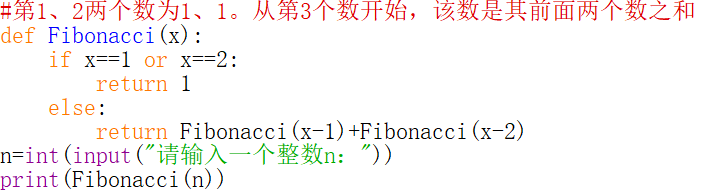 #第1、2两个数为1、1。从第3个数开始，该数是其前面两个数之和
def Fibonacci(x):
    if x==1 or x==2:
        return 1
    else:
        return Fibonacci(x-1)+Fibonacci(x-2)
n=int(input("请输入一个整数n："))
print(Fibonacci(n))